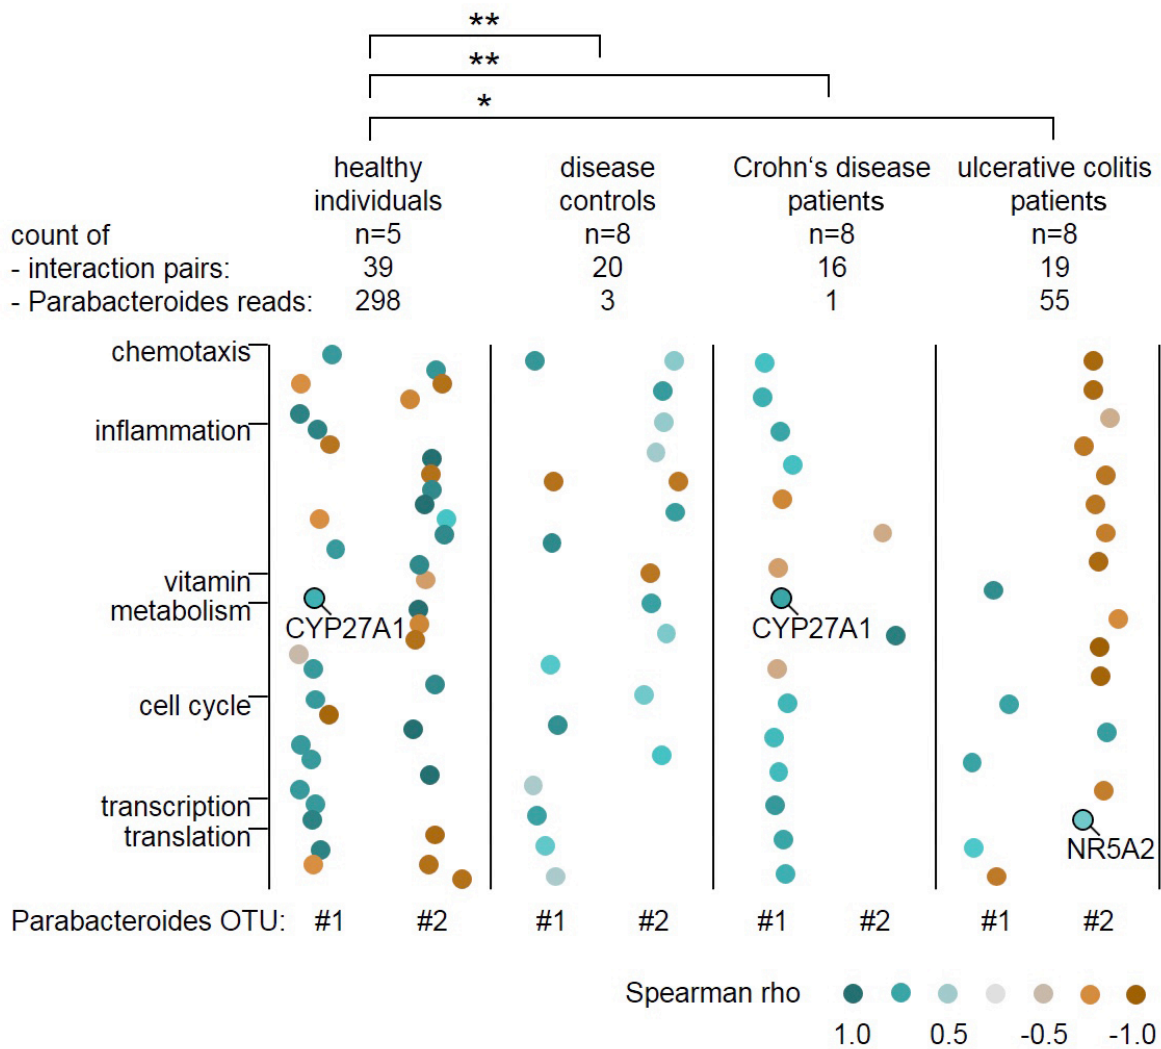 **
**
*
healthy individuals
disease controls
Crohn‘s disease patients
ulcerative colitis patients
count of n=5 n=8 n=8 n=8
- interaction pairs: 39 20 16 19
- Parabacteroides reads: 298 3 1 55
chemotaxis
inflammation
vitamin
metabolism
CYP27A1 CYP27A1
cell cycle
transcription
translation
NR5A2
Parabacteroides OTU: #1 #2 #1 #2 #1 #2 #1 #2
Spearman rho
1.0 0.5 -0.5 -1.0